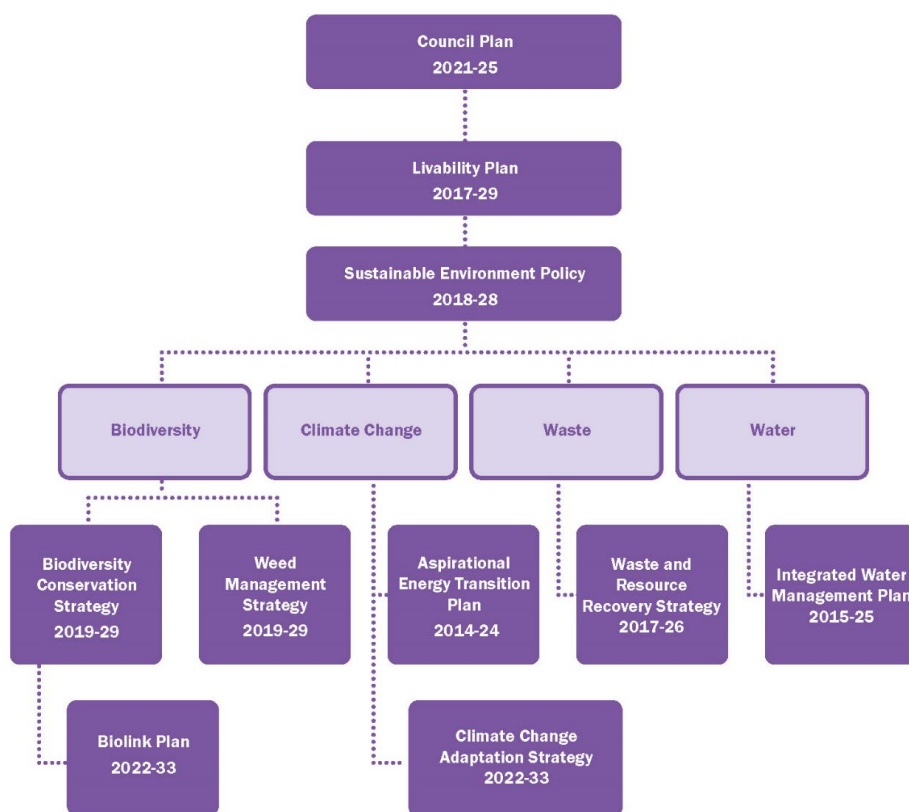 Council Plan
2021-25
Livability Plan
2017-29
Sustainable Environment Policy
2018-28
Biodiversity
Climate Change
Waste
Water
Biodiversity
Conservation
Strategy
2019-29
Weed
Management
Strategy
2019-29
Aspirational
Energy Transition
Plan
2014-24
Waste and
Resource
Recovery Strategy
2017-26
Integrated Water
Management Plan
2015-25
Biolink Plan
2022-33
Climate Change
Adaptation Strategy
2022-33